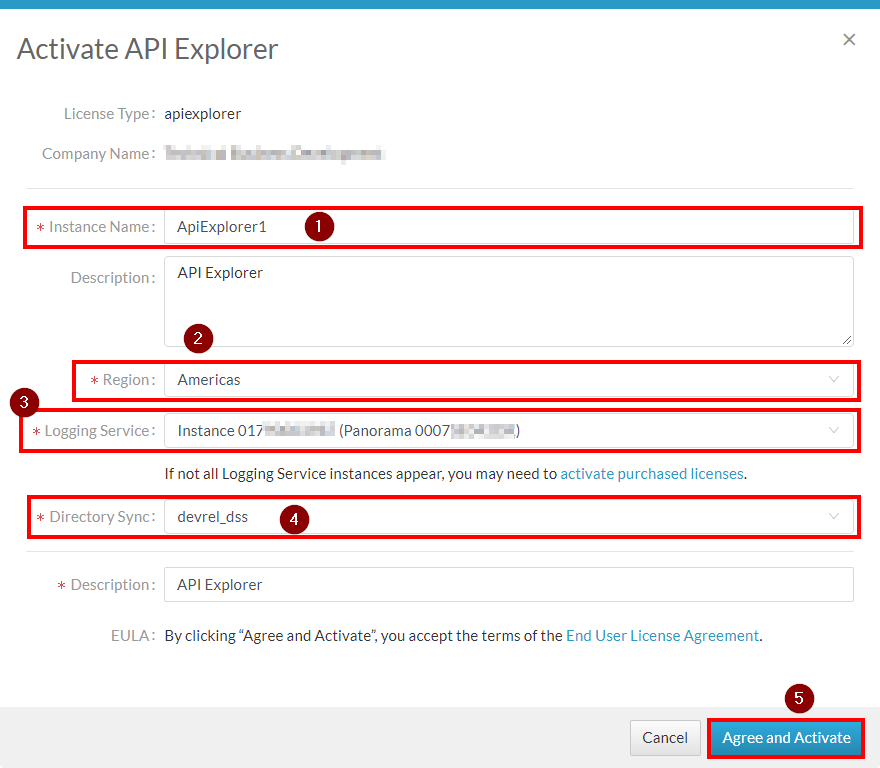 Activate API Explorer
License Type: apiexplorer
Company Name:
* Instance Name: ApiExplorer1 1
Description: API Explorer
2
* Region: Americas
3
* Logging Service: Instance 017 (Panorama 0007 )
If not all Logging Service instances appear, you may need to activate purchased licenses.
* Directory Sync: devrel_dss 4
* Description: API Explorer
EULA: By clicking “Agree and Activate”, you accept the terms of the End User License Agreement.
5
Cancel Agree and Activate